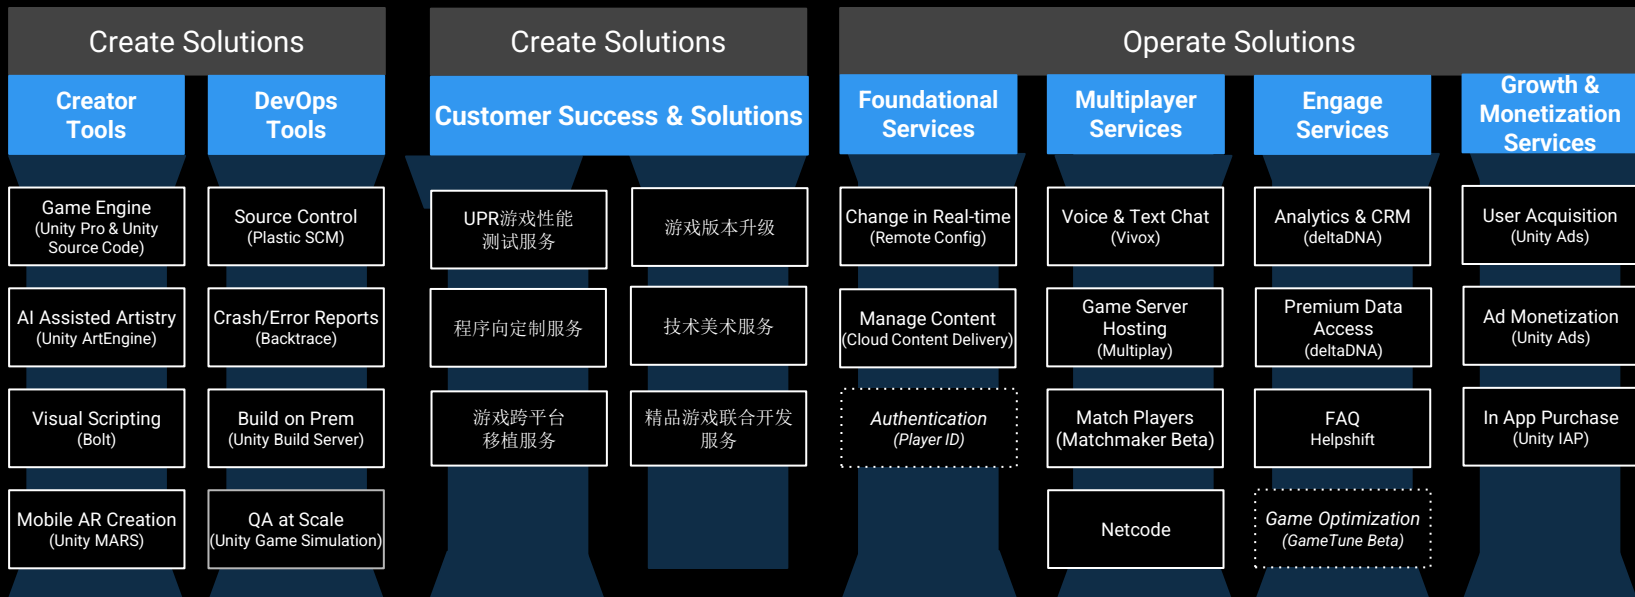 Create Solutions
Creator
Tools
DevOps
Tools
Game Engine
(Unity Pro & Unity
Source Code)
Source Control
(Plastic SCM)
AI Assisted Artistry
(Unity ArtEngine)
Crash/Error Reports
(Backtrace)
Visual Scripting
(Bolt)
Build on Prem
(Unity Build Server)
Mobile AR Creation
(Unity MARS)
QA at Scale
(Unity Game Simulation)
Create Solutions
Customer Success & Solutions
UPR游戏性能
测试服务
游戏版本升级
程序向定制服务
技术美术服务
游戏跨平台
移植服务
精品游戏联合开发
服务
Operate Solutions
Foundational
Services
Multiplayer
Services
Engage
Services
Growth &
Monetization
Services
Change in Real-time
(Remote Config)
Voice & Text Chat
(Vivox)
Analytics & CRM
(deltaDNA)
User Acquisition
(Unity Ads)
Manage Content
(Cloud Content Delivery)
Game Server
Hosting
(Multiplay)
Premium Data
Access
(deltaDNA)
Ad Monetization
(Unity Ads)
Authentication
(Player ID)
Match Players
(Matchmaker Beta)
FAQ
Helpshift
In App Purchase
(Unity IAP)
Netcode
Game Optimization
(GameTune Beta)